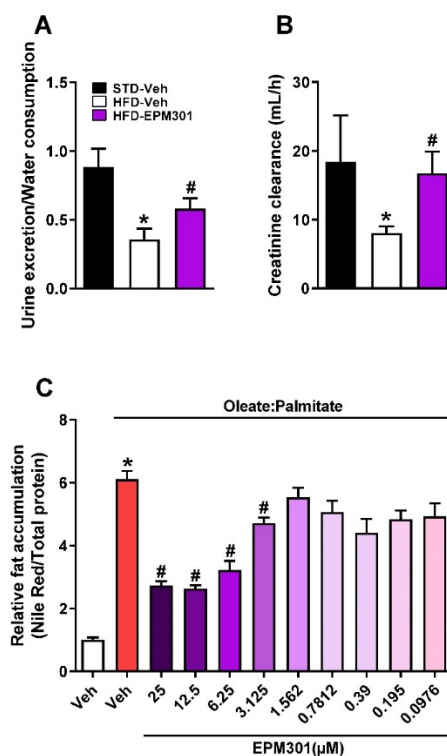 A
Urine excretion/Water consumption
1.5
1.0
0.5
0.0
STD-Veh
HFD-Veh
HFD-EPM301
*
#
B
Creatinine clearance (mL/h)
30
20
10
0
*
#
C
Oleate:Palmitate
Relative fat accumulation
(Nile Red/Total protein)
8
6
4
2
0
*
#
#
#
#
Veh
Veh
25
12.5
6.25
3.125
1.562
0.7812
0.39
0.195
0.0976
EPM301(µM)